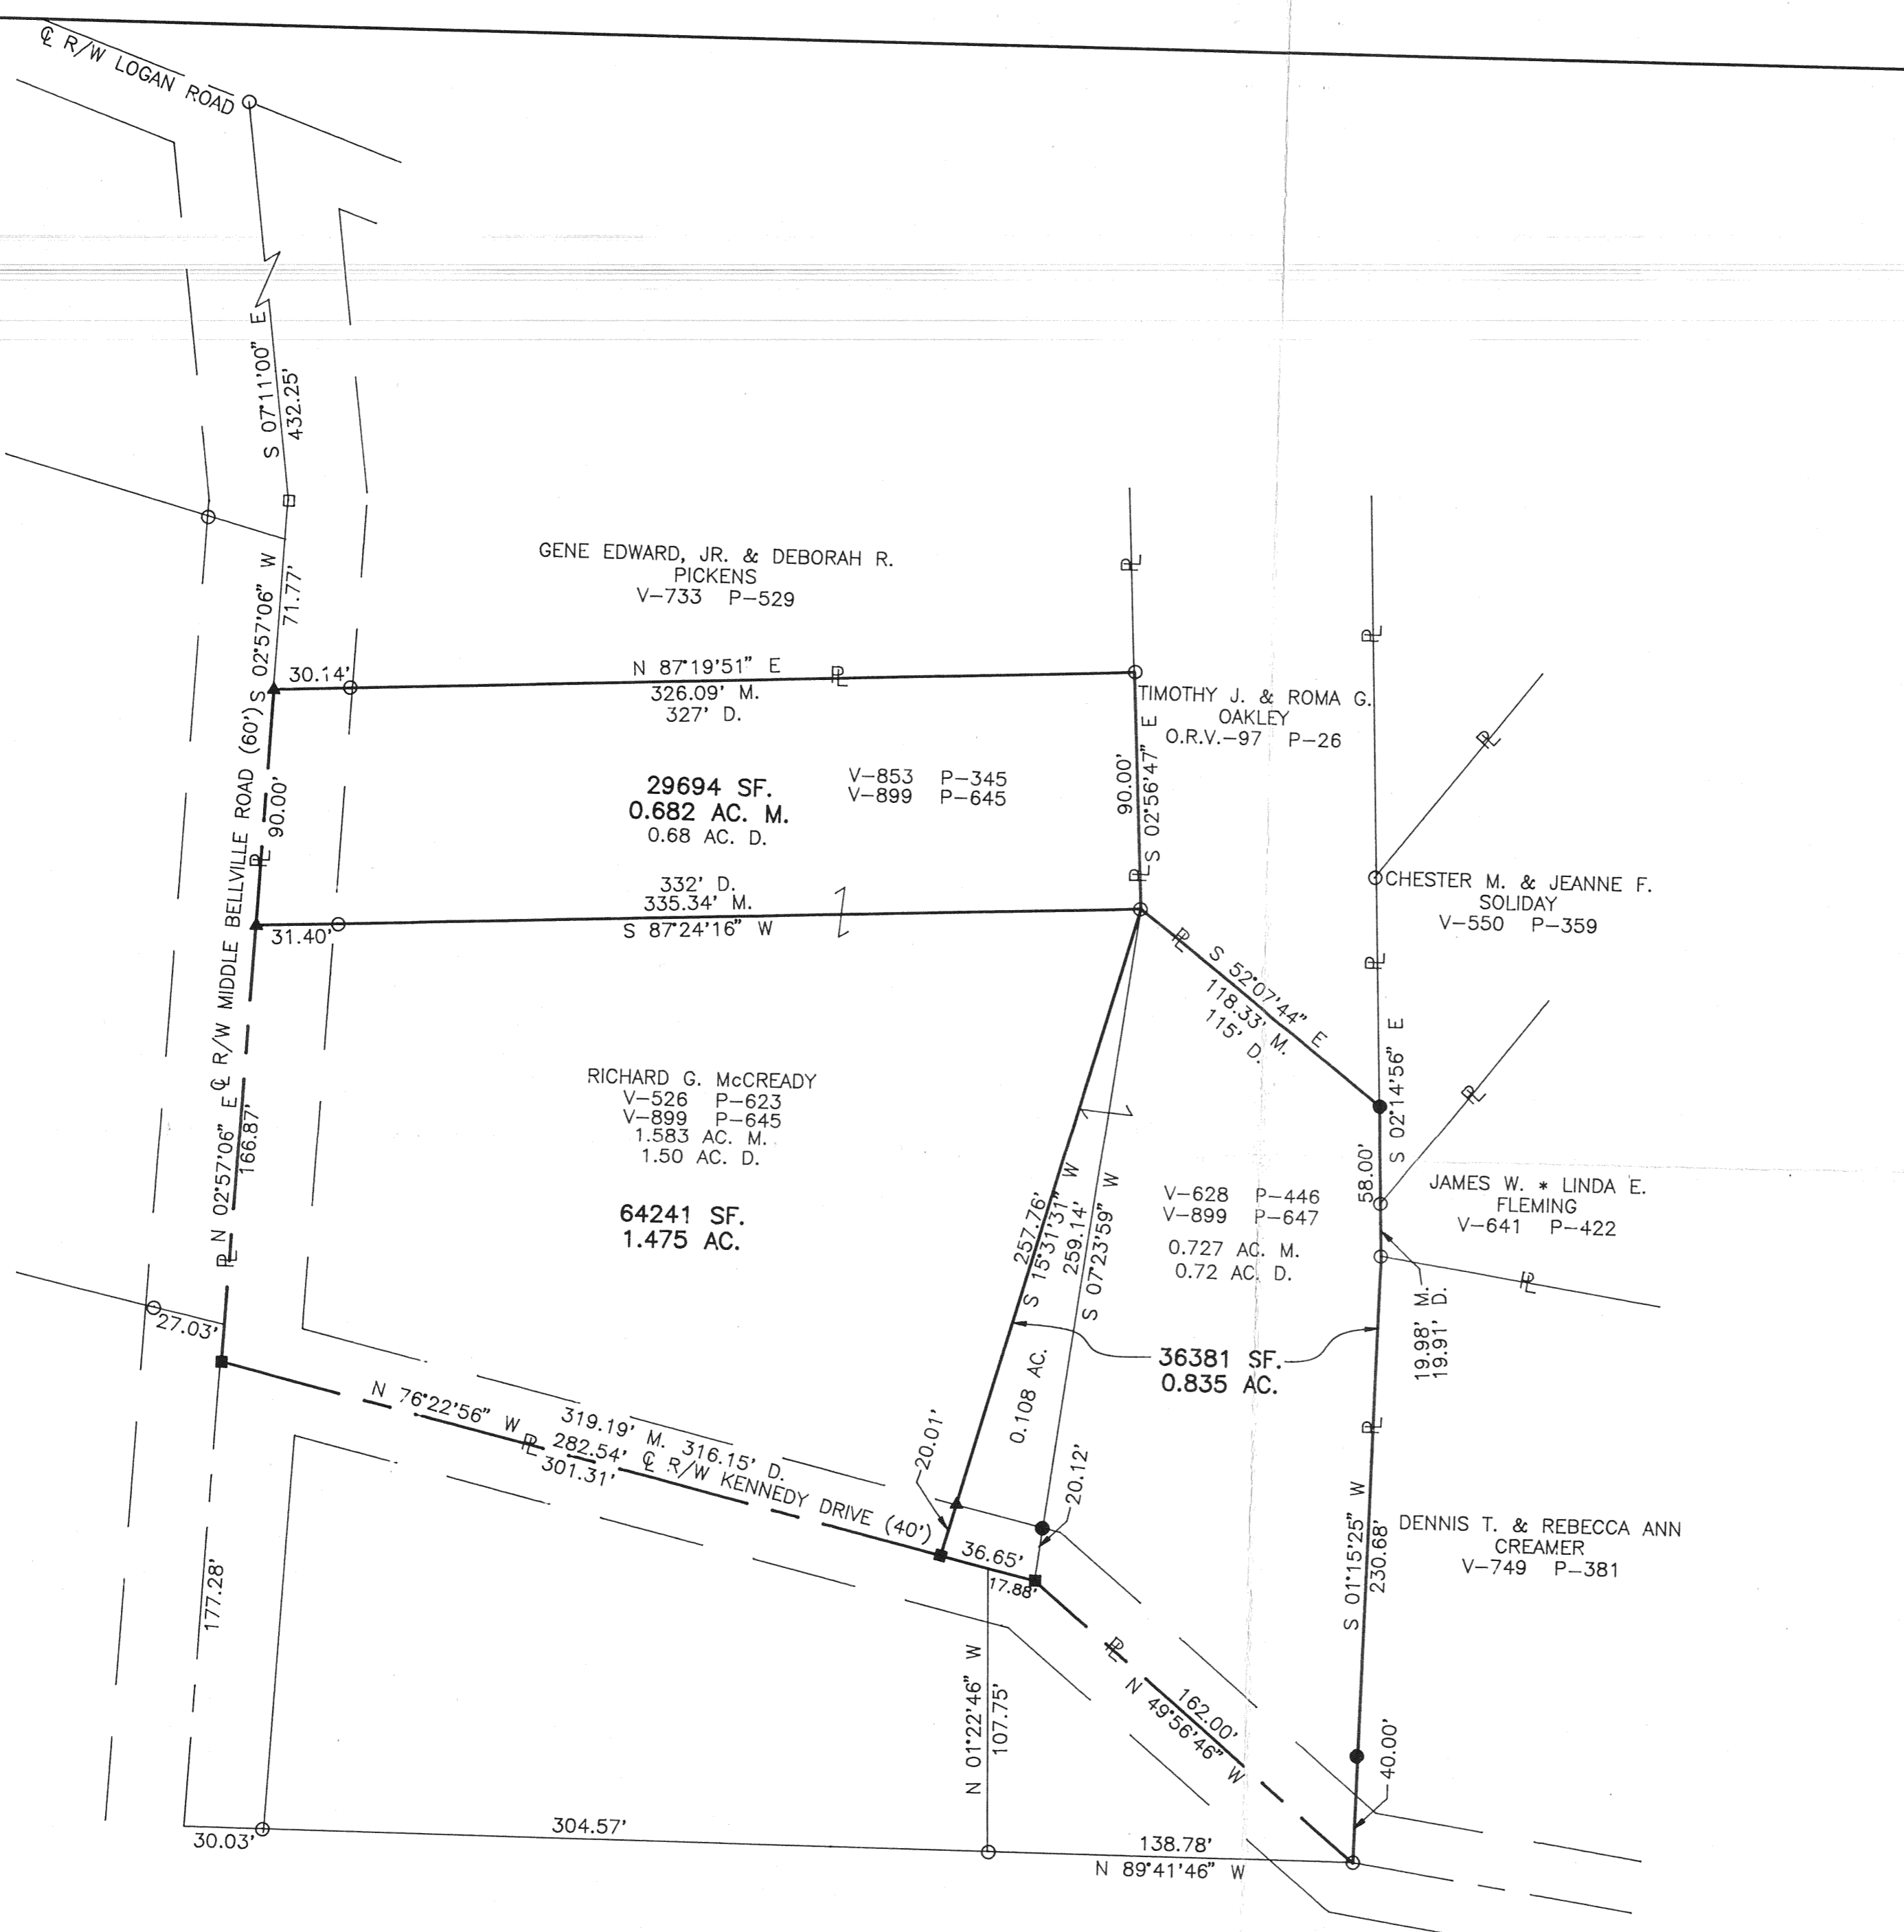 ℄ R/W LOGAN ROAD
S 07°11'00" E
432.25'
S 02°57'06" W
71.77'
GENE EDWARD, JR. & DEBORAH R.
PICKENS
V-733 P-529
30.14'
N 87°19'51" E
326.09' M.
327' D.
TIMOTHY J. & ROMA G.
OAKLEY
O.R.V.-97 P-26
90.00'
S 02°56'47" E
29694 SF.
0.682 AC. M.
0.68 AC. D.
V-853 P-345
V-899 P-645
90.00'
332' D.
335.34' M.
S 87°24'16" W
31.40'
CHESTER M. & JEANNE F.
SOLIDAY
V-550 P-359
S 52°07'44" E
118.33' M.
115' D.
S 02°14'56" E
58.00'
N 02°57'06" E ℄ R/W MIDDLE BELLVILLE ROAD (60')
166.87'
RICHARD G. McCREADY
V-526 P-623
V-899 P-645
1.583 AC. M.
1.50 AC. D.
64241 SF.
1.475 AC.
257.76'
S 15°31'31" W
259.14'
S 07°23'59" W
V-628 P-446
V-899 P-647
0.727 AC. M.
0.72 AC. D.
JAMES W. * LINDA E.
FLEMING
V-641 P-422
19.98' M.
19.91' D.
36381 SF.
0.835 AC.
0.108 AC.
27.03'
N 76°22'56" W
319.19' M. 316.15' D.
282.54' ℄ R/W KENNEDY DRIVE (40')
301.31'
20.01'
20.12'
36.65'
17.88'
S 01°15'25" W
230.68'
DENNIS T. & REBECCA ANN
CREAMER
V-749 P-381
177.28'
N 01°22'46" W
107.75'
162.00'
N 49°56'46" W
40.00'
30.03'
304.57'
138.78'
N 89°41'46" W
℄
℄
℄
℄
℄
℄
℄
℄
℄
℄
℄
℄
℄